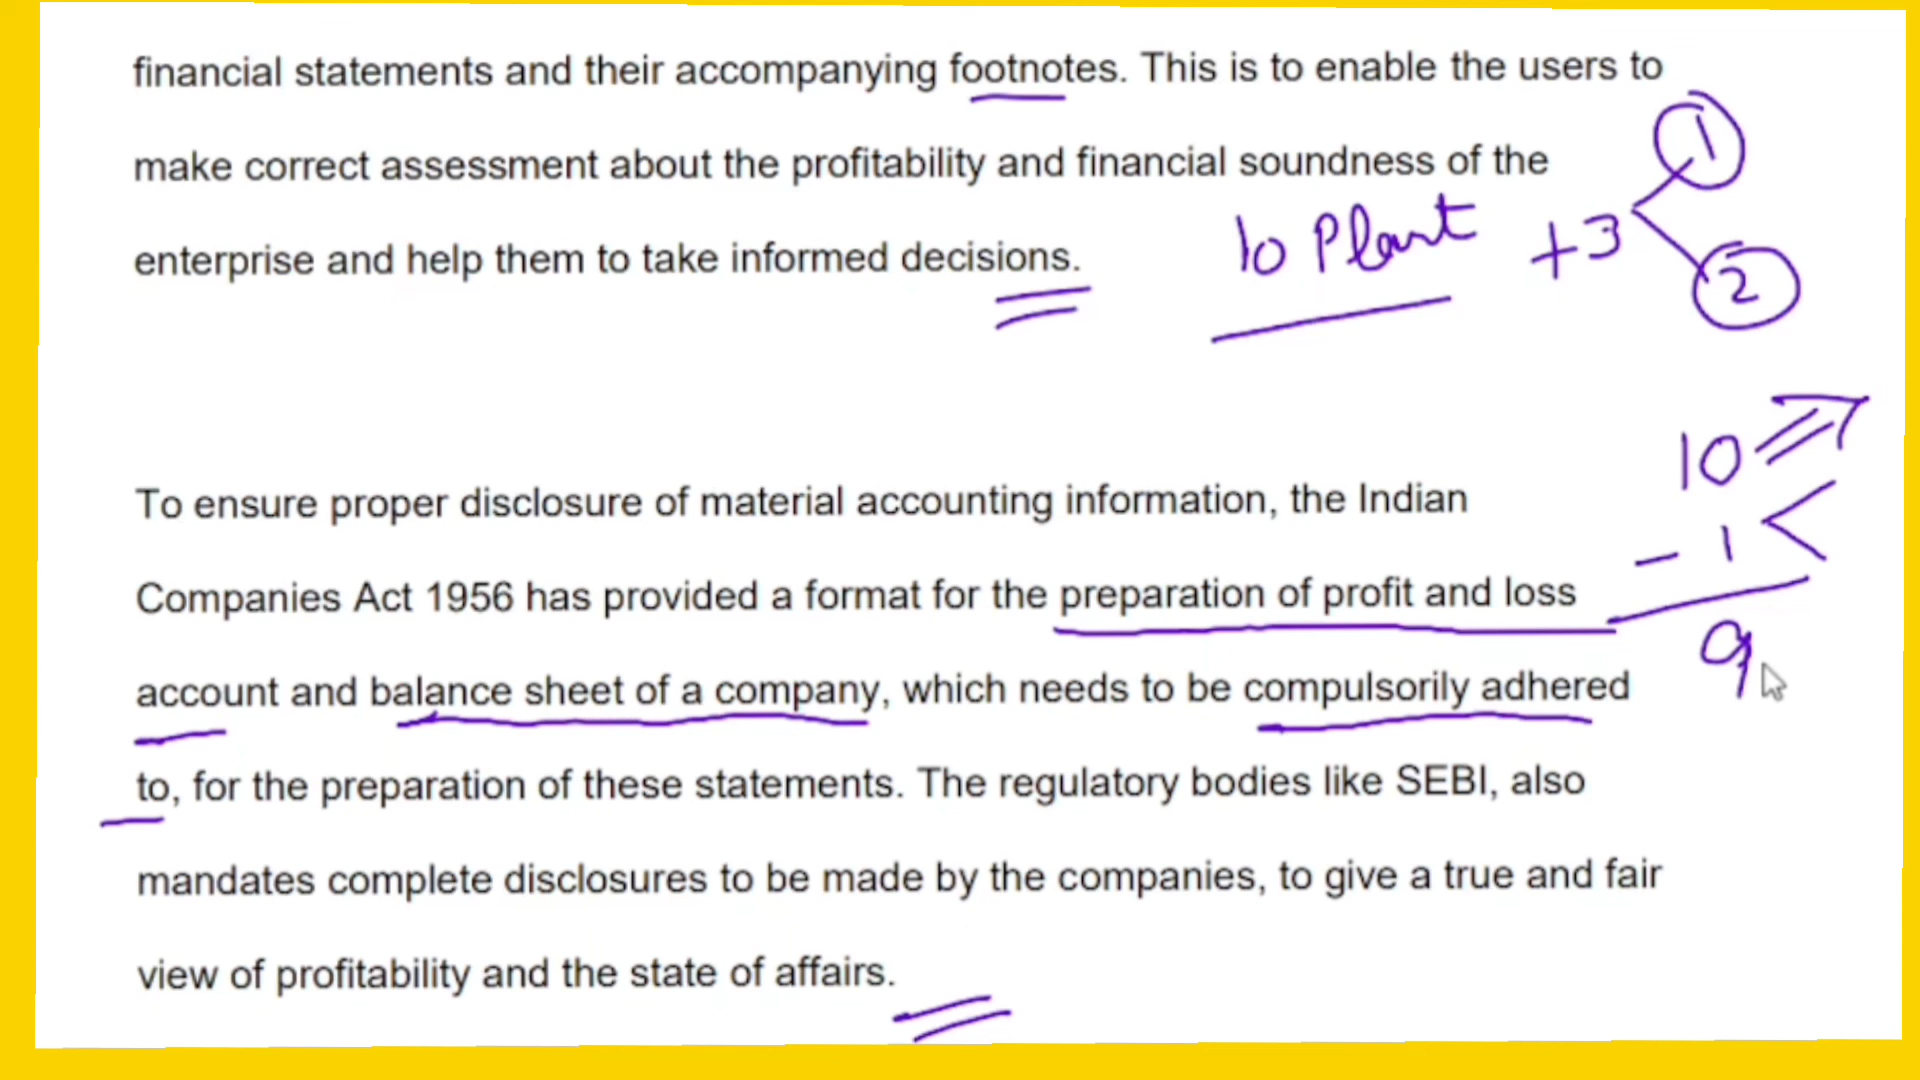 financial statements and their accompanying footnotes. This is to enable the users to
make correct assessment about the profitability and financial soundness of the
enterprise and help them to take informed decisions.
10 Plant +3
1
2
To ensure proper disclosure of material accounting information, the Indian
Companies Act 1956 has provided a format for the preparation of profit and loss
account and balance sheet of a company, which needs to be compulsorily adhered
to, for the preparation of these statements. The regulatory bodies like SEBI, also
mandates complete disclosures to be made by the companies, to give a true and fair
view of profitability and the state of affairs.
10
- 1
9